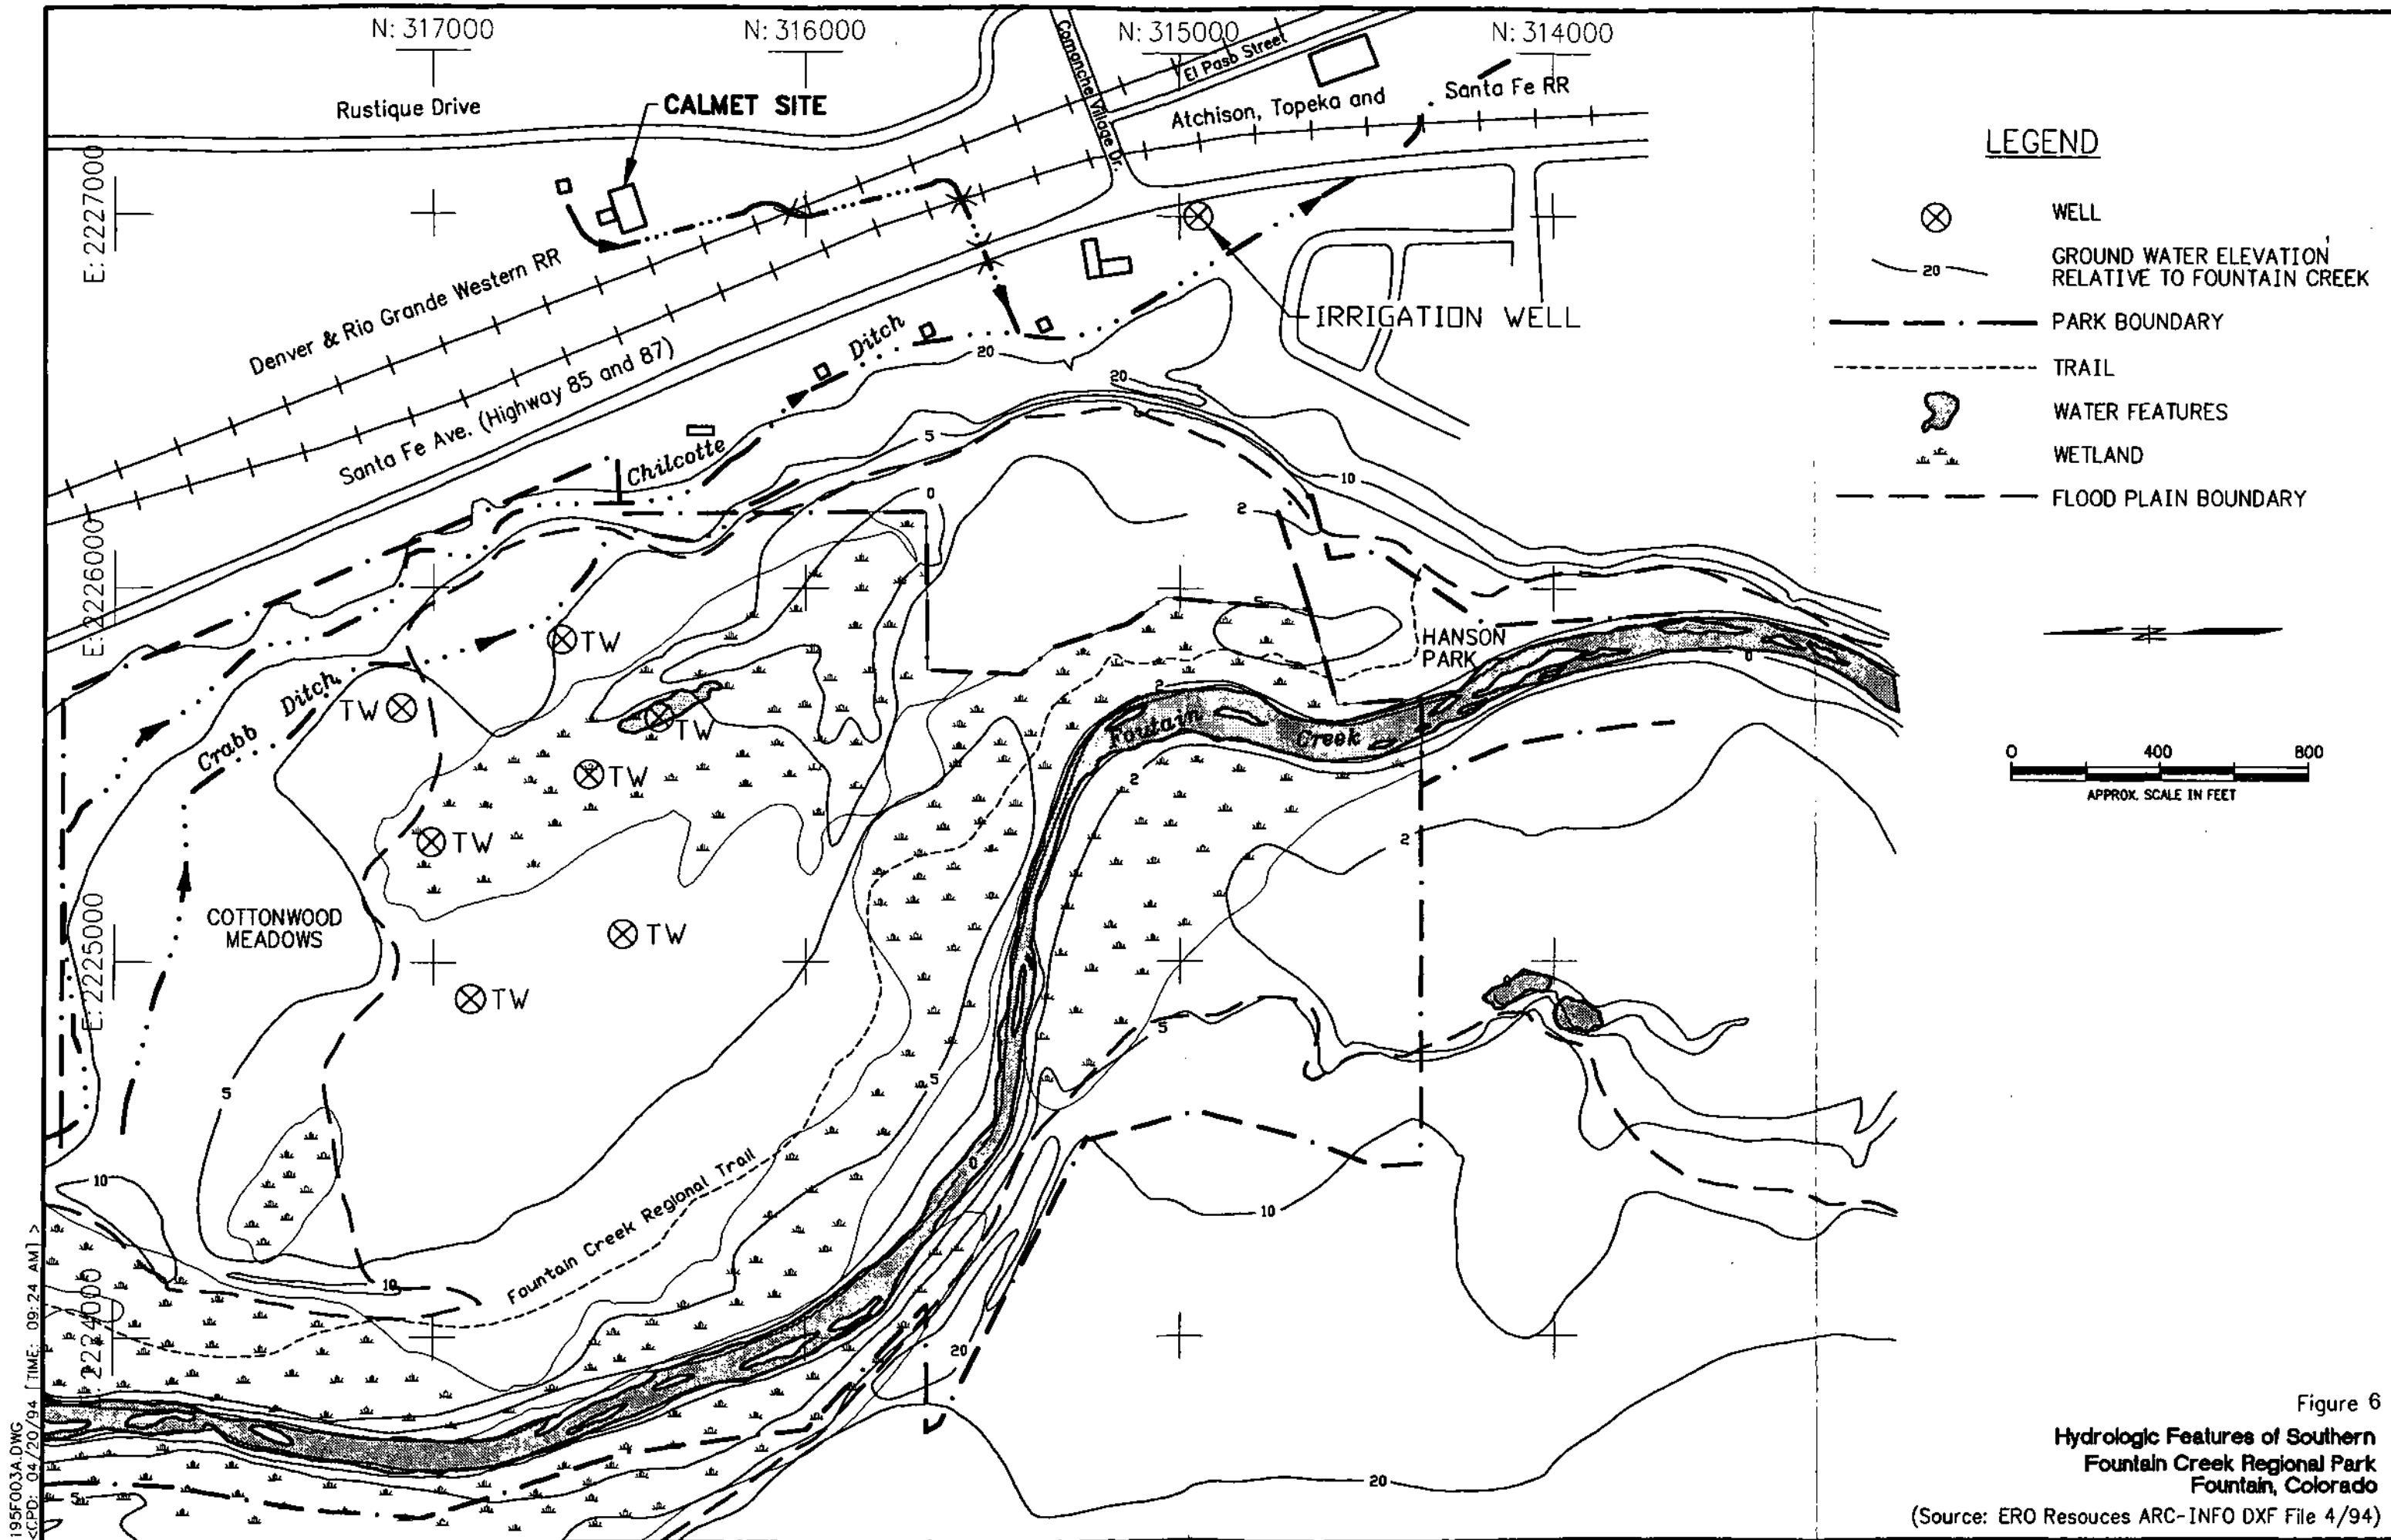 N: 317000
N: 316000
N: 315000
N: 314000
Comanche Village Dr.
El Paso Street
Rustique Drive
CALMET SITE
Atchison, Topeka and
Santa Fe RR
E: 2227000
Denver & Rio Grande Western RR
Santa Fe Ave. (Highway 85 and 87)
IRRIGATION WELL
Chilcotte
Ditch
20
20
5
10
0
2
E: 2226000
TW
TW
TW
TW
TW
TW
TW
Crabb
Ditch
5
HANSON
PARK
0
2
Fountain
Creek
2
2
COTTONWOOD
MEADOWS
E: 2225000
5
5
5
0
10
10
10
Fountain Creek Regional Trail
E: 2224000
20
20
5
LEGEND
WELL
20
GROUND WATER ELEVATION
RELATIVE TO FOUNTAIN CREEK
PARK BOUNDARY
TRAIL
WATER FEATURES
WETLAND
FLOOD PLAIN BOUNDARY
0
400
800
APPROX. SCALE IN FEET
Figure 6
Hydrologic Features of Southern
Fountain Creek Regional Park
Fountain, Colorado
(Source: ERO Resouces ARC-INFO DXF File 4/94)
195F003A.DWG
<CPD: 04/20/94 [TIME: 09:24 AM] >